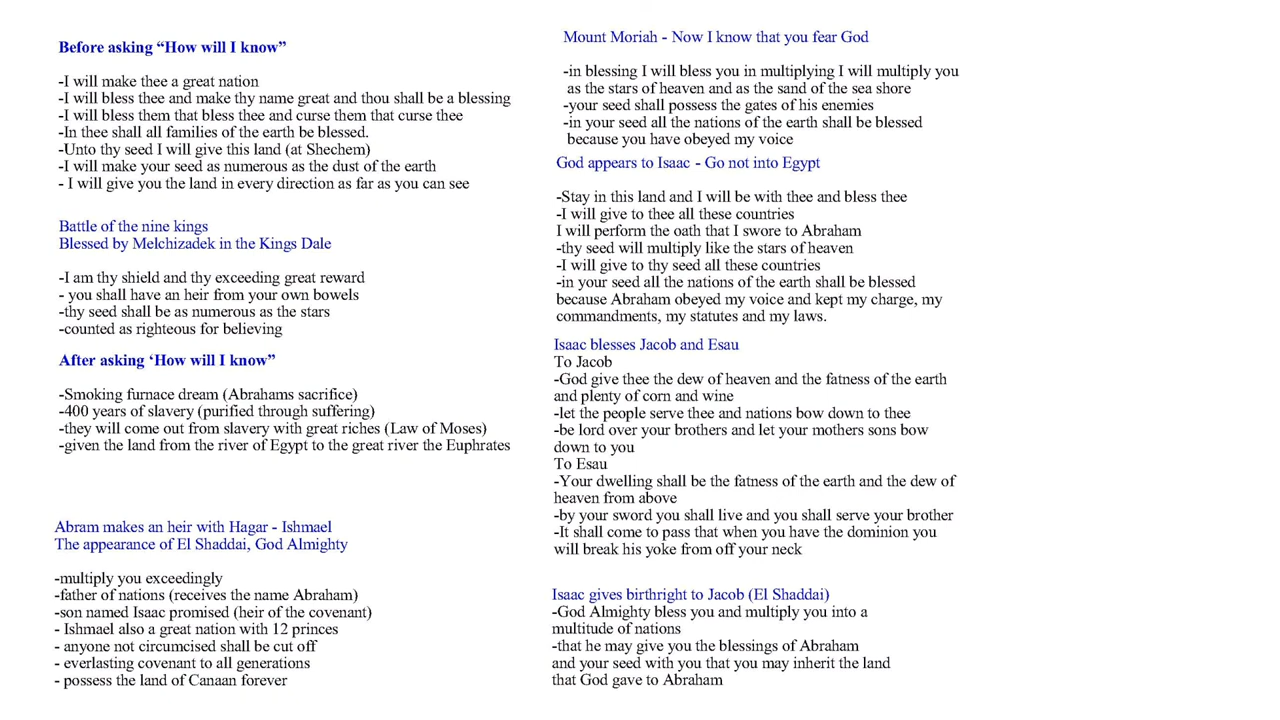 Before asking “How will I know”
-I will make thee a great nation
-I will bless thee and make thy name great and thou shall be a blessing
-I will bless them that bless thee and curse them that curse thee
-In thee shall all families of the earth be blessed.
-Unto thy seed I will give this land (at Shechem)
-I will make your seed as numerous as the dust of the earth
- I will give you the land in every direction as far as you can see
Battle of the nine kings
Blessed by Melchizadek in the Kings Dale
-I am thy shield and thy exceeding great reward
- you shall have an heir from your own bowels
-thy seed shall be as numerous as the stars
-counted as righteous for believing
After asking ‘How will I know”
-Smoking furnace dream (Abrahams sacrifice)
-400 years of slavery (purified through suffering)
-they will come out from slavery with great riches (Law of Moses)
-given the land from the river of Egypt to the great river the Euphrates
Abram makes an heir with Hagar - Ishmael
The appearance of El Shaddai, God Almighty
-multiply you exceedingly
-father of nations (receives the name Abraham)
-son named Isaac promised (heir of the covenant)
- Ishmael also a great nation with 12 princes
- anyone not circumcised shall be cut off
- everlasting covenant to all generations
- possess the land of Canaan forever
Mount Moriah - Now I know that you fear God
-in blessing I will bless you in multiplying I will multiply you
as the stars of heaven and as the sand of the sea shore
-your seed shall possess the gates of his enemies
-in your seed all the nations of the earth shall be blessed
because you have obeyed my voice
God appears to Isaac - Go not into Egypt
-Stay in this land and I will be with thee and bless thee
-I will give to thee all these countries
I will perform the oath that I swore to Abraham
-thy seed will multiply like the stars of heaven
-I will give to thy seed all these countries
-in your seed all the nations of the earth shall be blessed
because Abraham obeyed my voice and kept my charge, my
commandments, my statutes and my laws.
Isaac blesses Jacob and Esau
To Jacob
-God give thee the dew of heaven and the fatness of the earth
and plenty of corn and wine
-let the people serve thee and nations bow down to thee
-be lord over your brothers and let your mothers sons bow
down to you
To Esau
-Your dwelling shall be the fatness of the earth and the dew of
heaven from above
-by your sword you shall live and you shall serve your brother
-It shall come to pass that when you have the dominion you
will break his yoke from off your neck
Isaac gives birthright to Jacob (El Shaddai)
-God Almighty bless you and multiply you into a
multitude of nations
-that he may give you the blessings of Abraham
and your seed with you that you may inherit the land
that God gave to Abraham